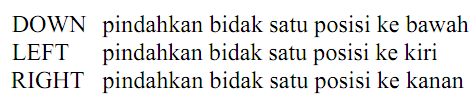 DOWN pindahkan bidak satu posisi ke bawah
LEFT pindahkan bidak satu posisi ke kiri
RIGHT pindahkan bidak satu posisi ke kanan